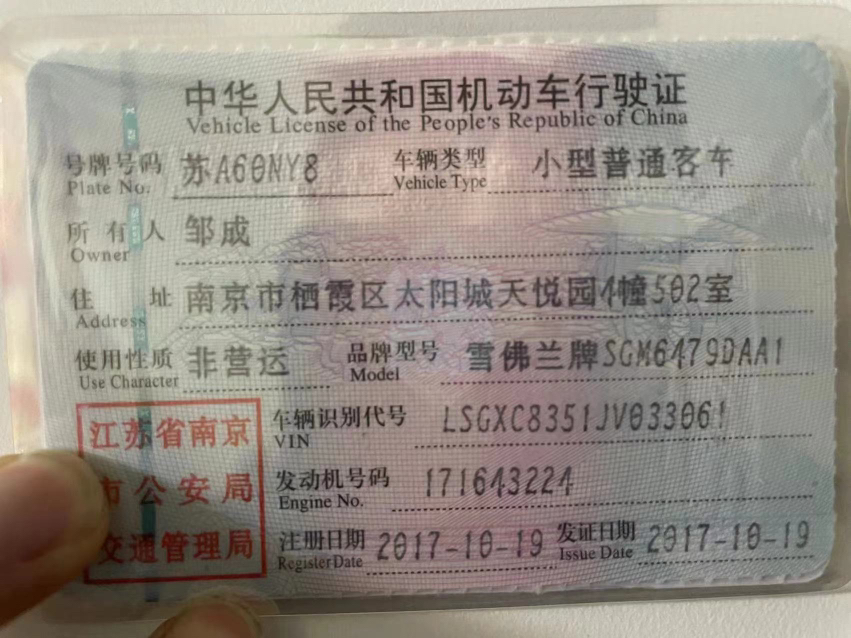 中华人民共和国机动车行驶证
Vehicle License of the People's Republic of China
号牌号码 苏A60NY8 车辆类型 小型普通客车
Plate No. Vehicle Type
所有人 邹成
Owner
住址 南京市栖霞区太阳城天悦园4幢502室
Address
使用性质 非营运 品牌型号 雪佛兰牌SGM6479DAA1
Use Character Model
江苏省南京
市公安局
交通管理局
车辆识别代号 LSGXC8351JV033061
VIN
发动机号码 171643224
Engine No.
注册日期 2017-10-19 发证日期 2017-10-19
Register Date Issue Date